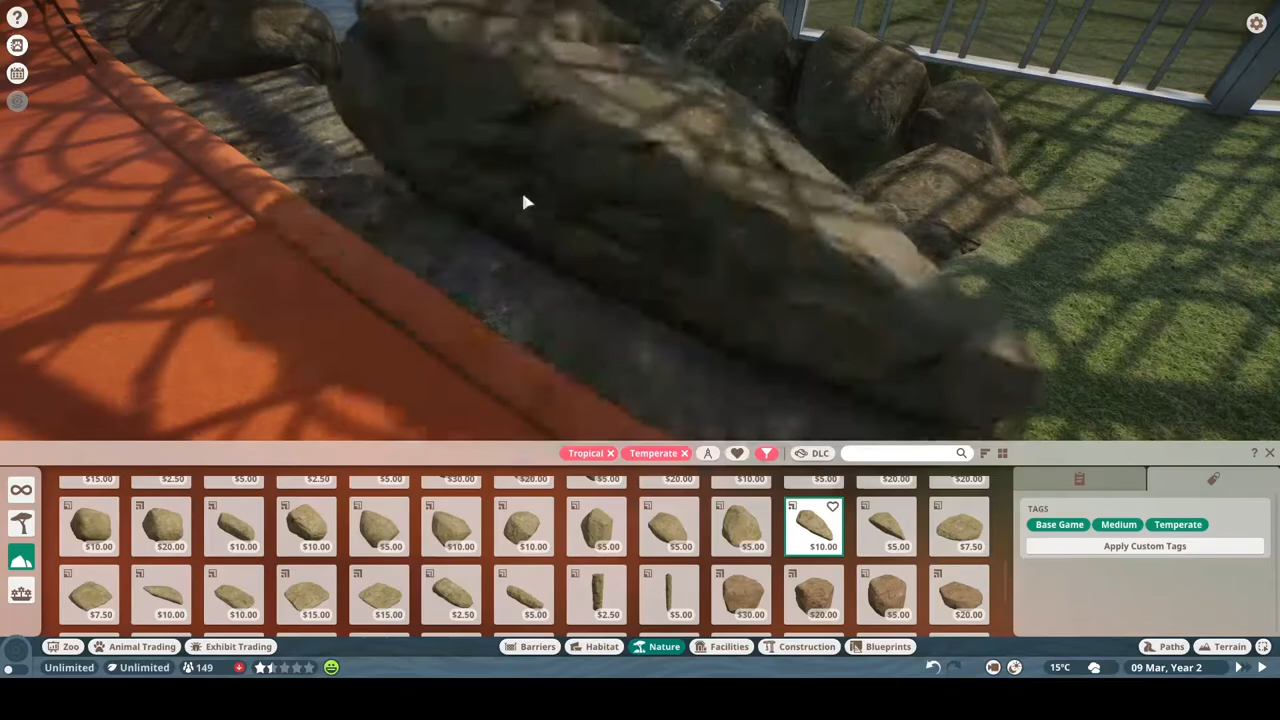 Tropical ✕ Temperate ✕ DLC
? ✕
$15.00 $2.50 $5.00 $2.50 $5.00 $30.00 $20.00 $5.00 $20.00 $10.00 $5.00 $20.00 $20.00
$10.00 $20.00 $10.00 $10.00 $5.00 $10.00 $5.00 $5.00 $5.00 $5.00 $10.00 $5.00 $7.50
$7.50 $10.00 $10.00 $15.00 $15.00 $2.50 $5.00 $2.50 $5.00 $30.00 $20.00 $5.00 $20.00
TAGS
Base Game Medium Temperate
Apply Custom Tags
Zoo Animal Trading Exhibit Trading Barriers Habitat Nature Facilities Construction Blueprints Paths Terrain
Unlimited Unlimited 149 15°C 09 Mar, Year 2